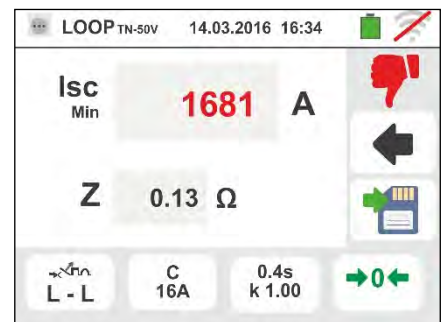 LOOP TN-50V 14.03.2016 16:34
Isc
Min
1681 A
Z 0.13 Ω
L - L
C
16A
0.4s
k 1.00
0